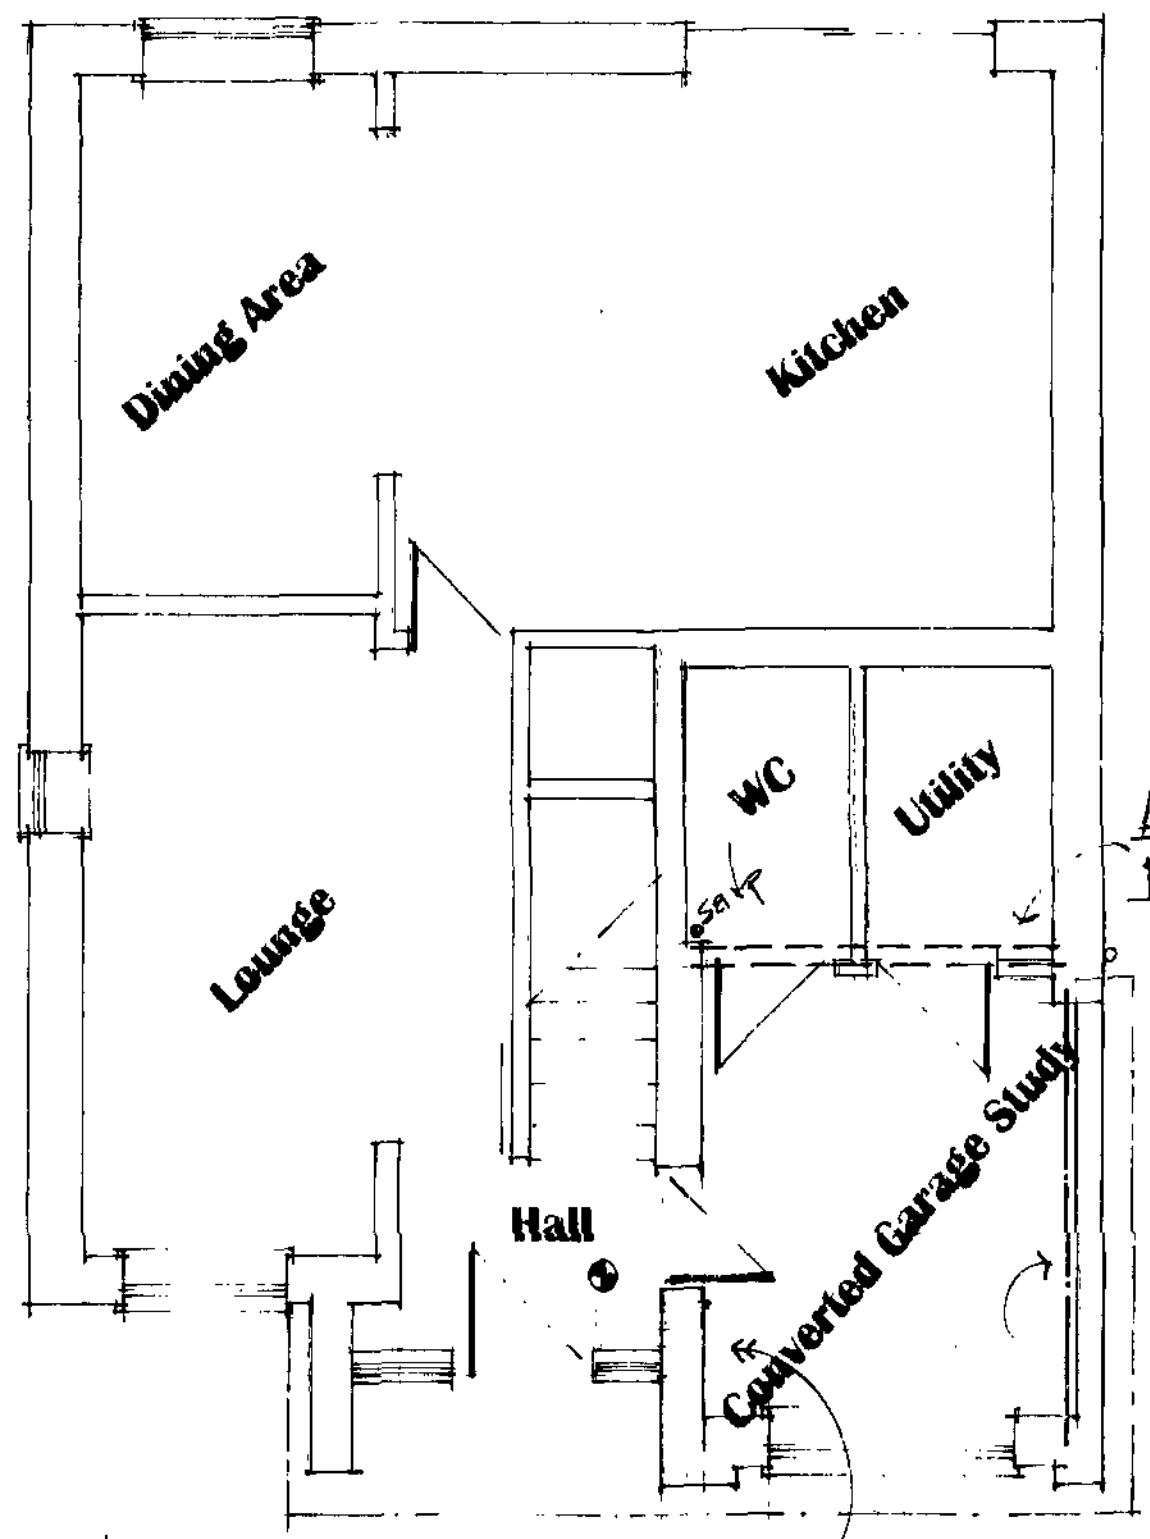 Dining Area
Kitchen
WC
Utility
Lounge
Hall
Converted Garage Study